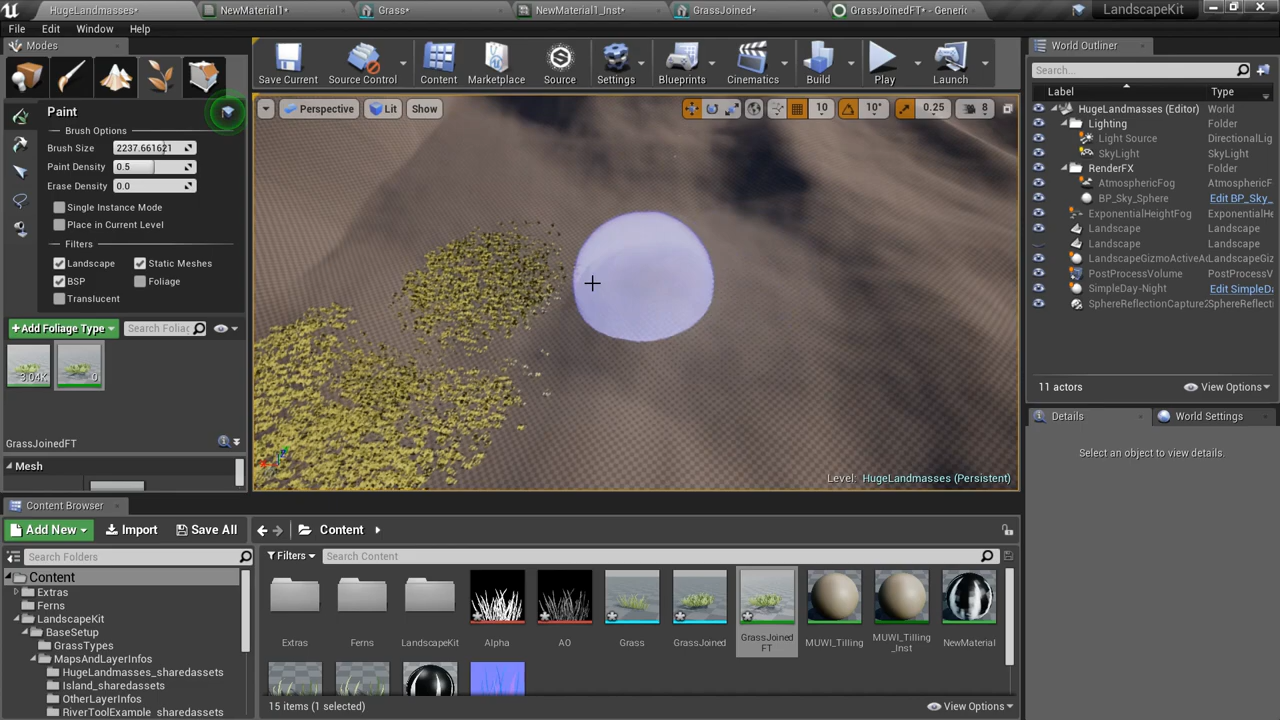 HugeLandmasses*
NewMaterial1*
Grass*
NewMaterial1_Inst*
GrassJoined*
GrassJoinedFT* - Generic
LandscapeKit
File Edit Window Help
Modes
Save Current
Source Control
Content
Marketplace
Source
Settings
Blueprints
Cinematics
Build
Play
Launch
Paint
Brush Options
Brush Size 2237.661621
Paint Density 0.5
Erase Density 0.0
Single Instance Mode
Place in Current Level
Filters
Landscape Static Meshes
BSP Foliage
Translucent
+Add Foliage Type Search Foliag
3.04K 0
GrassJoinedFT
Mesh
Perspective Lit Show
10 10° 0.25 8
Level: HugeLandmasses (Persistent)
World Outliner
Search...
Label Type
HugeLandmasses (Editor) World
Lighting Folder
Light Source DirectionalLig
SkyLight SkyLight
RenderFX Folder
AtmosphericFog AtmosphericF
BP_Sky_Sphere Edit BP_Sky_
ExponentialHeightFog ExponentialHe
Landscape Landscape
Landscape Landscape
LandscapeGizmoActiveAc LandscapeGiz
PostProcessVolume PostProcessV
SimpleDay-Night Edit SimpleDa
SphereReflectionCapture2 SphereReflec
11 actors View Options
Details World Settings
Select an object to view details.
Content Browser
Add New Import Save All Content
Search Folders
Filters Search Content
Content
Extras
Ferns
LandscapeKit
BaseSetup
GrassTypes
MapsAndLayerInfos
HugeLandmasses_sharedassets
Island_sharedassets
OtherLayerInfos
RiverToolExample_sharedassets
Extras
Ferns
LandscapeKit
Alpha
AO
Grass
GrassJoined
GrassJoined
FT
MUWI_Tilling
MUWI_Tilling_
Inst
NewMaterial
15 items (1 selected) View Options